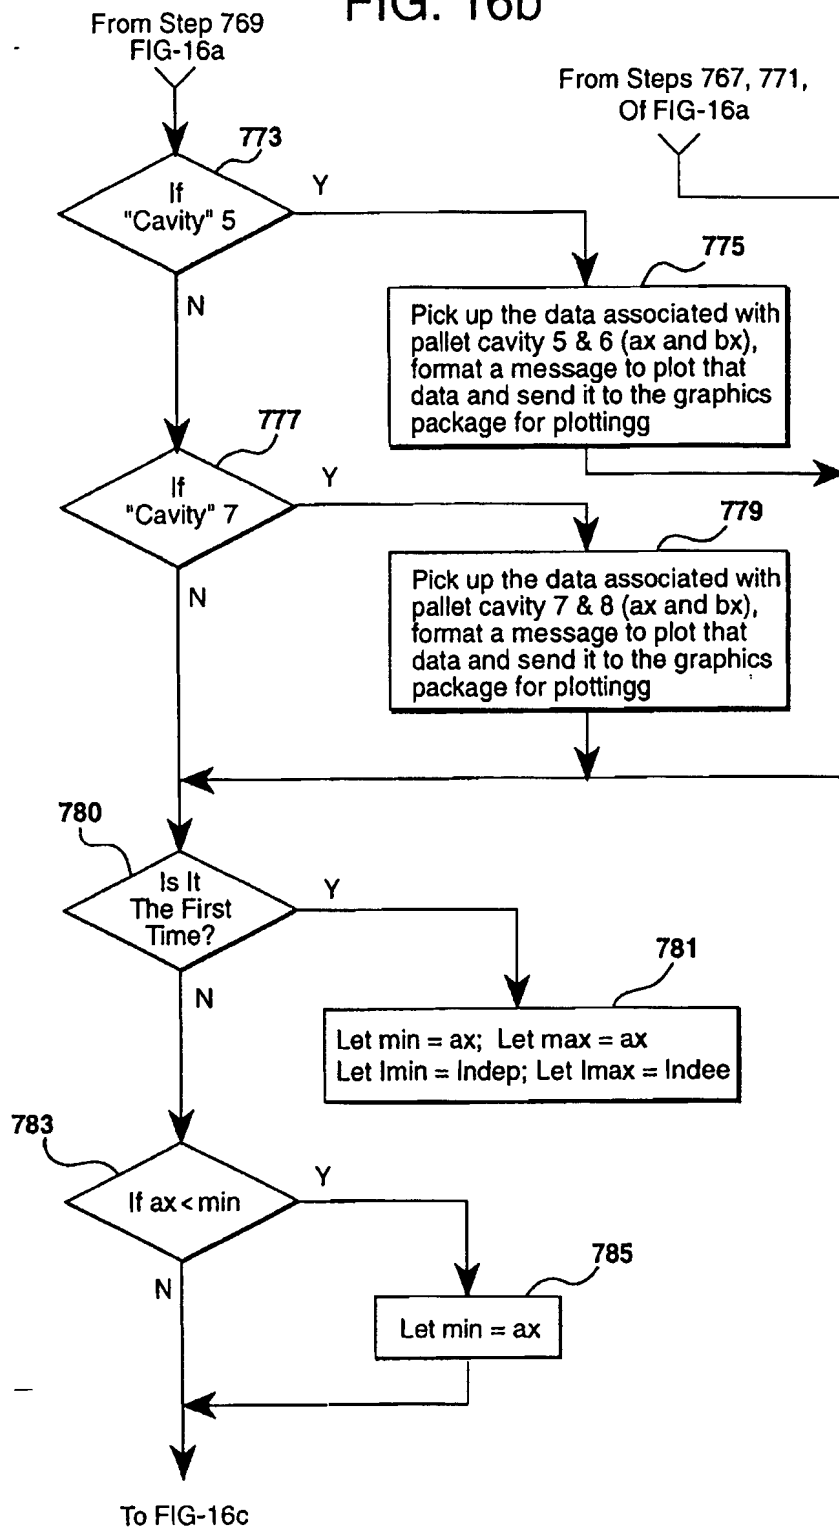 FIG. 16b
From Step 769
FIG-16a
From Steps 767, 771,
Of FIG-16a
773
If
"Cavity" 5
Y
N
775
Pick up the data associated with
pallet cavity 5 & 6 (ax and bx),
format a message to plot that
data and send it to the graphics
package for plottingg
777
If
"Cavity" 7
Y
N
779
Pick up the data associated with
pallet cavity 7 & 8 (ax and bx),
format a message to plot that
data and send it to the graphics
package for plottingg
780
Is It
The First
Time?
Y
N
781
Let min = ax; Let max = ax
Let Imin = Indep; Let Imax = Indee
783
If ax < min
Y
N
785
Let min = ax
To FIG-16c